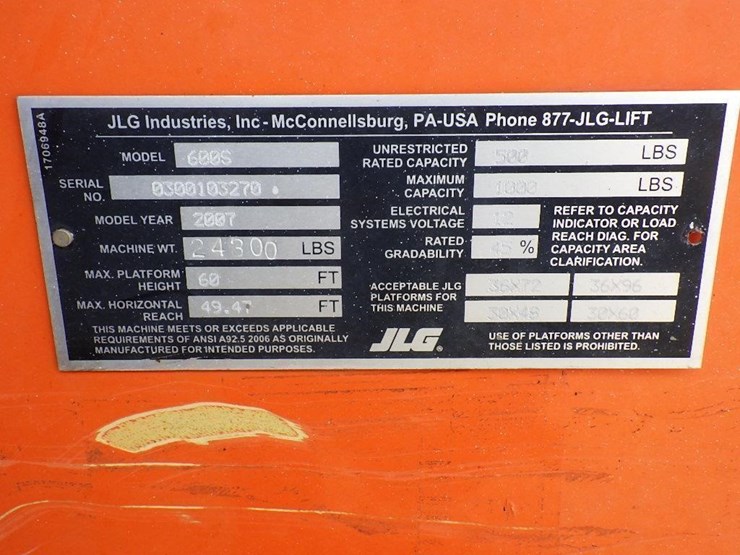 1706948A
JLG Industries, Inc - McConnellsburg, PA-USA Phone 877-JLG-LIFT
MODEL 600S
SERIAL NO. 0300103270
MODEL YEAR 2007
MACHINE WT. 24300 LBS
MAX. PLATFORM HEIGHT 60 FT
MAX. HORIZONTAL REACH 49.47 FT
THIS MACHINE MEETS OR EXCEEDS APPLICABLE
REQUIREMENTS OF ANSI A92.5 2006 AS ORIGINALLY
MANUFACTURED FOR INTENDED PURPOSES.
UNRESTRICTED
RATED CAPACITY 500 LBS
MAXIMUM
CAPACITY 1000 LBS
ELECTRICAL
SYSTEMS VOLTAGE 12
RATED
GRADABILITY 45 %
REFER TO CAPACITY
INDICATOR OR LOAD
REACH DIAG. FOR
CAPACITY AREA
CLARIFICATION.
ACCEPTABLE JLG
PLATFORMS FOR
THIS MACHINE
36X72 36X96
30X48 30X60
JLG
USE OF PLATFORMS OTHER THAN
THOSE LISTED IS PROHIBITED.